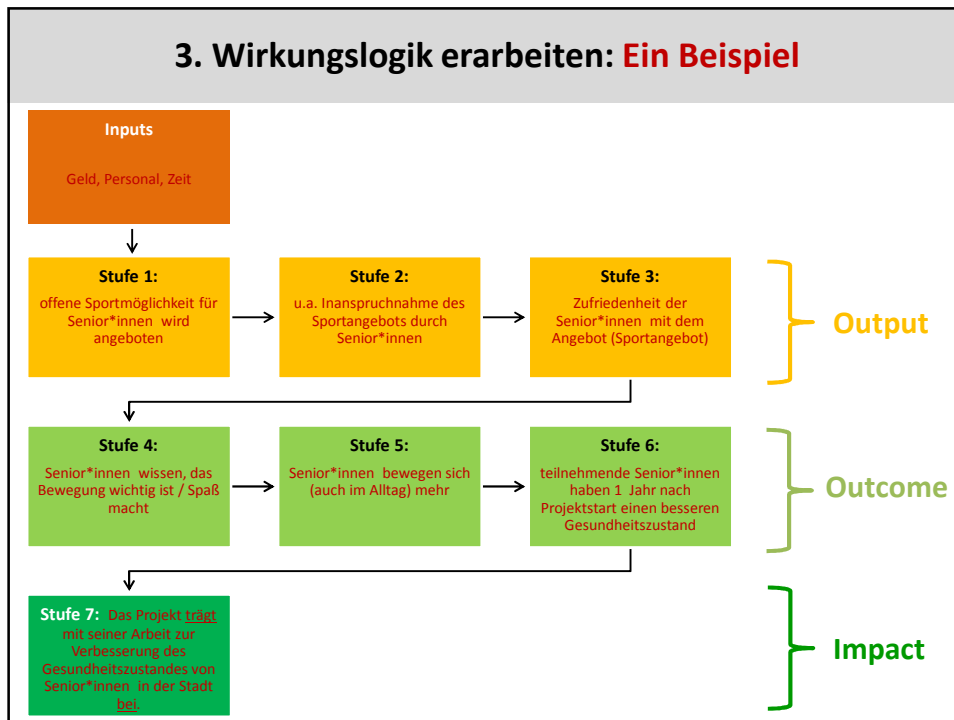 3. Wirkungslogik erarbeiten: Ein Beispiel
Inputs
Geld, Personal, Zeit
Stufe 1:
offene Sportmöglichkeit für
Senior*innen wird
angeboten
Stufe 2:
u.a. Inanspruchnahme des
Sportangebots durch
Senior*innen
Stufe 3:
Zufriedenheit der
Senior*innen mit dem
Angebot (Sportangebot)
Output
Stufe 4:
Senior*innen wissen, das
Bewegung wichtig ist / Spaß
macht
Stufe 5:
Senior*innen bewegen sich
(auch im Alltag) mehr
Stufe 6:
teilnehmende Senior*innen
haben 1 Jahr nach
Projektstart einen besseren
Gesundheitszustand
Outcome
Stufe 7: Das Projekt trägt
mit seiner Arbeit zur
Verbesserung des
Gesundheitszustandes von
Senior*innen in der Stadt
bei.
Impact